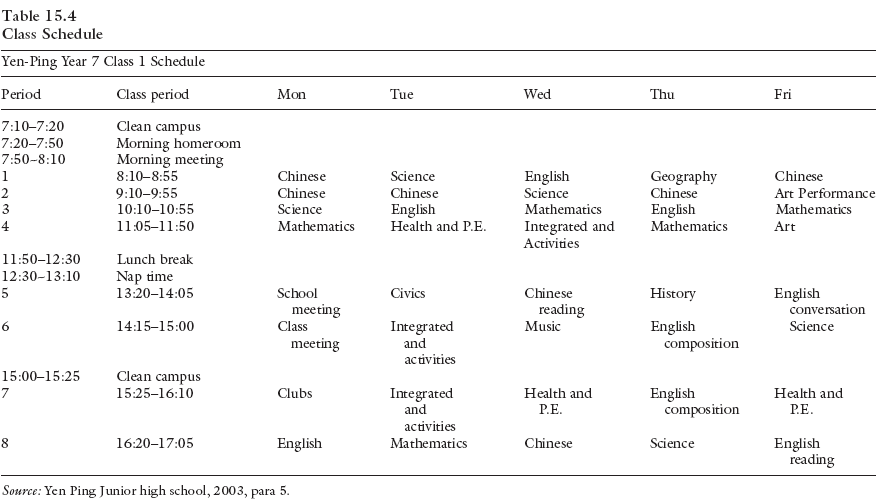 Table 15.4
Class Schedule
Yen-Ping Year 7 Class 1 Schedule
Period Class period Mon Tue Wed Thu Fri
7:10–7:20 Clean campus
7:20–7:50 Morning homeroom
7:50–8:10 Morning meeting
1 8:10–8:55 Chinese Science English Geography Chinese
2 9:10–9:55 Chinese Chinese Science Chinese Art Performance
3 10:10–10:55 Science English Mathematics English Mathematics
4 11:05–11:50 Mathematics Health and P.E. Integrated and Mathematics Art
Activities
11:50–12:30 Lunch break
12:30–13:10 Nap time
5 13:20–14:05 School Civics Chinese History English
meeting reading conversation
6 14:15–15:00 Class Integrated Music English Science
meeting and composition
activities
15:00–15:25 Clean campus
7 15:25–16:10 Clubs Integrated Health and English Health and
and P.E. composition P.E.
activities
8 16:20–17:05 English Mathematics Chinese Science English
reading
Source: Yen Ping Junior high school, 2003, para 5.